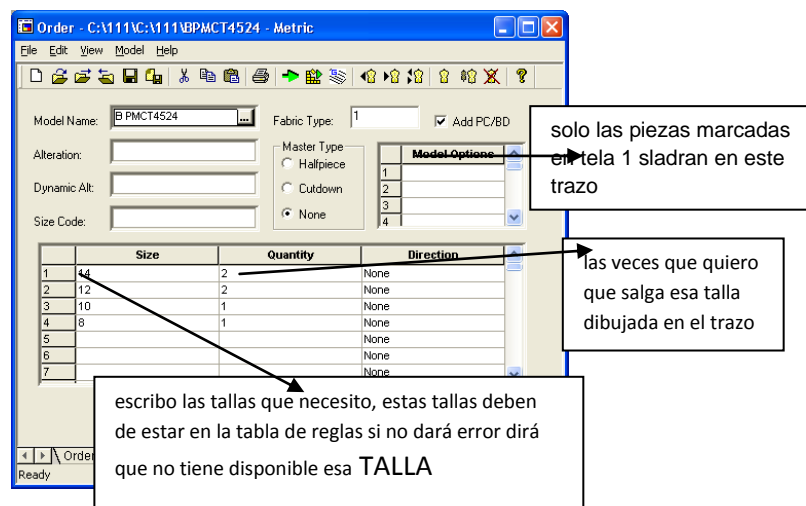 Order - C:\111\C:\111\BPMCT4524 - Metric
File Edit View Model Help
Model Name: BPMCT4524 ... Fabric Type: 1 Add PC/BD
Alteration: Master Type Model Options
Halfpiece 1
Dynamic Alt: Cutdown 2
3
Size Code: None 4
solo las piezas marcadas
en tela 1 sladran en este
trazo
Size Quantity Direction
1 14 2 None
2 12 2 None
3 10 1 None
4 8 1 None
5 None
6 None
7 None
las veces que quiero
que salga esa talla
dibujada en el trazo
escribo las tallas que necesito, estas tallas deben
de estar en la tabla de reglas si no dará error dirá
que no tiene disponible esa TALLA
Order
Ready